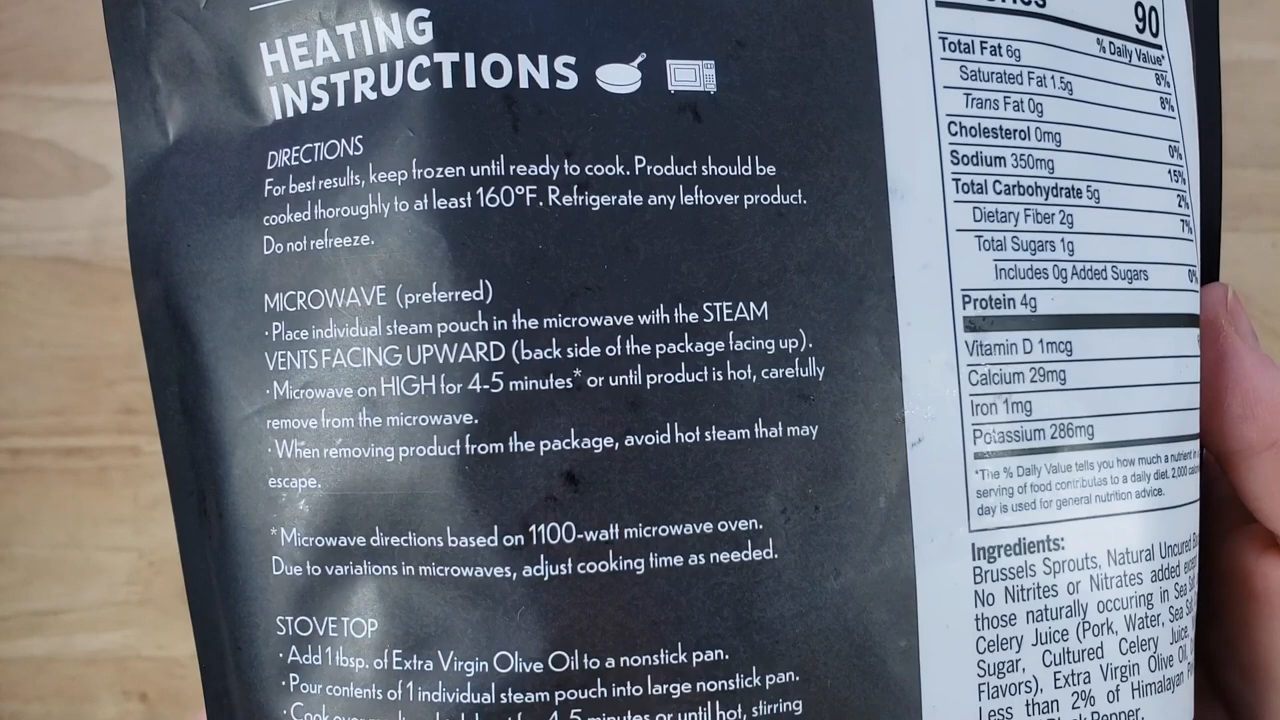 HEATING
INSTRUCTIONS
DIRECTIONS
For best results, keep frozen until ready to cook. Product should be
cooked thoroughly to at least 160°F. Refrigerate any leftover product.
Do not refreeze.
MICROWAVE (preferred)
·Place individual steam pouch in the microwave with the STEAM
VENTS FACING UPWARD (back side of the package facing up).
·Microwave on HIGH for 4-5 minutes* or until product is hot, carefully
remove from the microwave.
·When removing product from the package, avoid hot steam that may
escape.
*Microwave directions based on 1100-watt microwave oven.
Due to variations in microwaves, adjust cooking time as needed.
STOVE TOP
·Add 1 tbsp. of Extra Virgin Olive Oil to a nonstick pan.
·Pour contents of 1 individual steam pouch into large nonstick pan.
4-5 minutes or until hot, stirring
90
% Daily Value*
Total Fat 6g 8%
Saturated Fat 1.5g 8%
Trans Fat 0g
Cholesterol 0mg 0%
Sodium 350mg 15%
Total Carbohydrate 5g 2%
Dietary Fiber 2g 7%
Total Sugars 1g
Includes 0g Added Sugars 0%
Protein 4g
Vitamin D 1mcg
Calcium 29mg
Iron 1mg
Potassium 286mg
*The % Daily Value tells you how much a nutrient in
serving of food contributes to a daily diet. 2,000
day is used for general nutrition advice.
Ingredients:
Brussels Sprouts, Natural Uncured
No Nitrites or Nitrates added
those naturally occuring in Sea
Celery Juice (Pork, Water, Sea
Sugar, Cultured Celery Juice,
Flavors), Extra Virgin Olive Oil,
Less than 2% of Himalayan
Pepper.